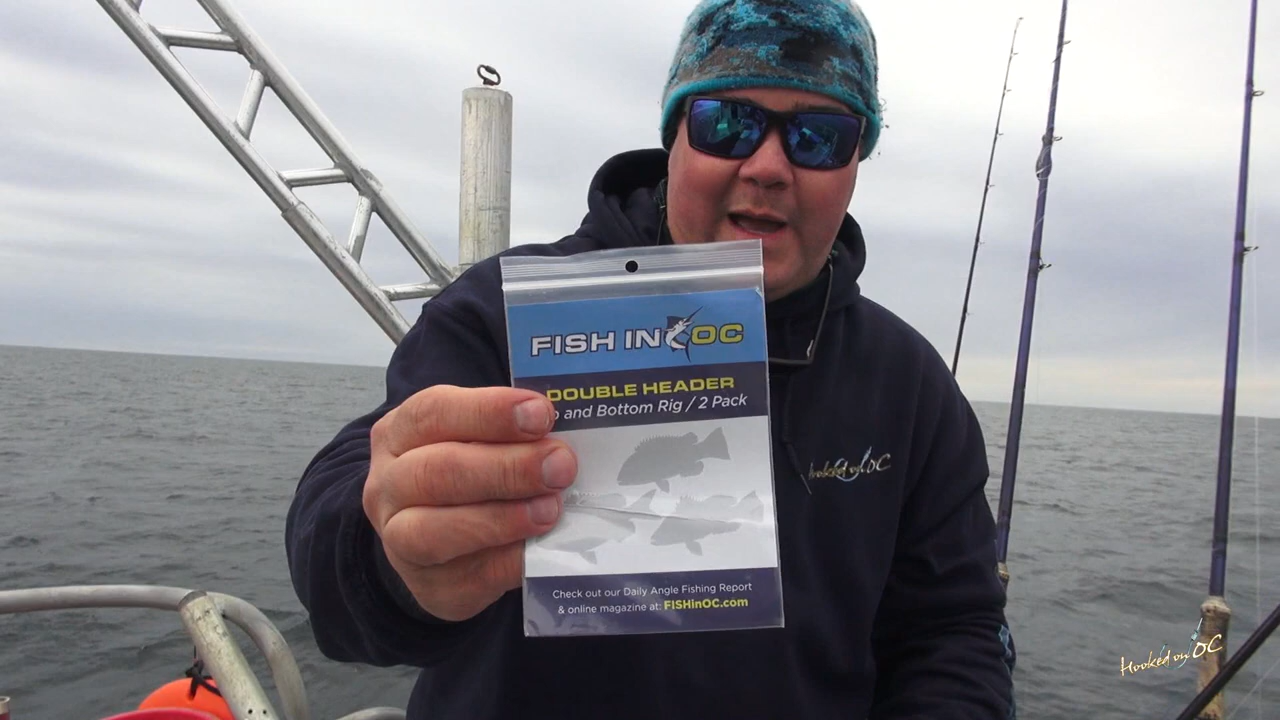 FISH IN OC
DOUBLE HEADER
and Bottom Rig / 2 Pack
Check out our Daily Angle Fishing Report
& online magazine at: FISHinOC.com
Hooked on OC
Hooked on OC